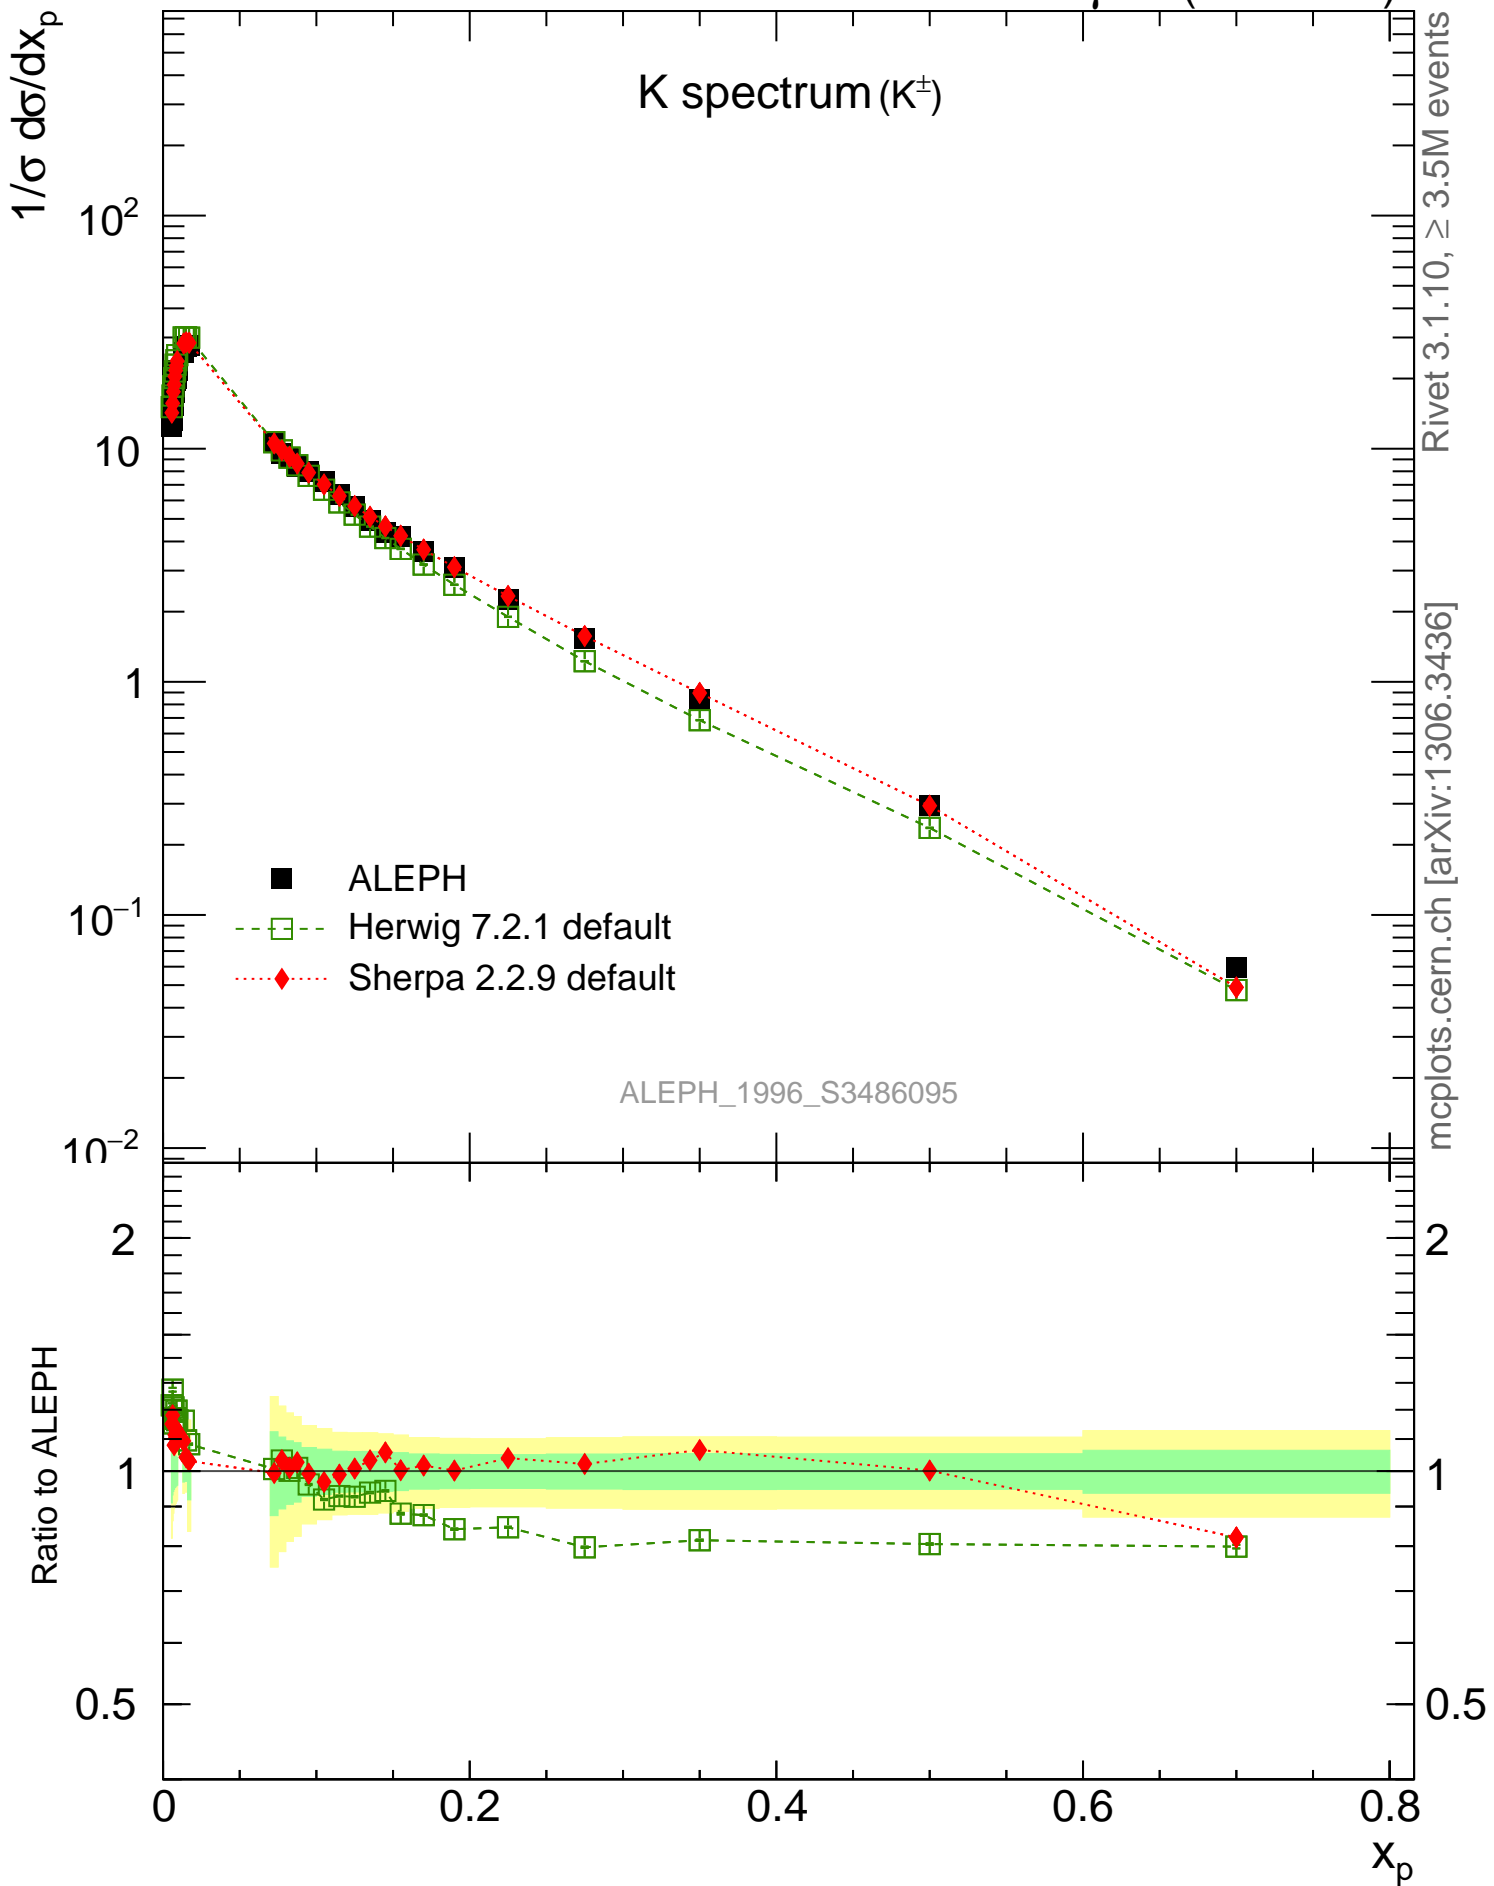 K spectrum (K±)
1/σ dσ/dx_p
10²
10
1
10⁻¹
10⁻²
ALEPH
Herwig 7.2.1 default
Sherpa 2.2.9 default
ALEPH_1996_S3486095
Rivet 3.1.10, ≥ 3.5M events
mcplots.cern.ch [arXiv:1306.3436]
Ratio to ALEPH
2
1
0.5
2
1
0.5
0
0.2
0.4
0.6
0.8
x_p